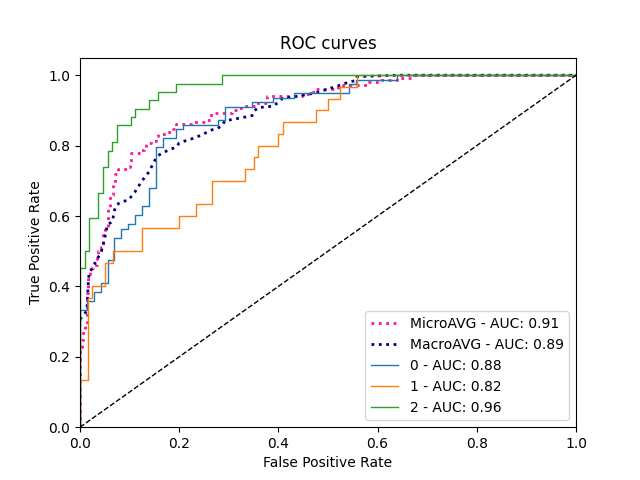 ROC curves
True Positive Rate
1.0
0.8
0.6
0.4
0.2
0.0
MicroAVG - AUC: 0.91
MacroAVG - AUC: 0.89
0 - AUC: 0.88
1 - AUC: 0.82
2 - AUC: 0.96
0.0 0.2 0.4 0.6 0.8 1.0
False Positive Rate